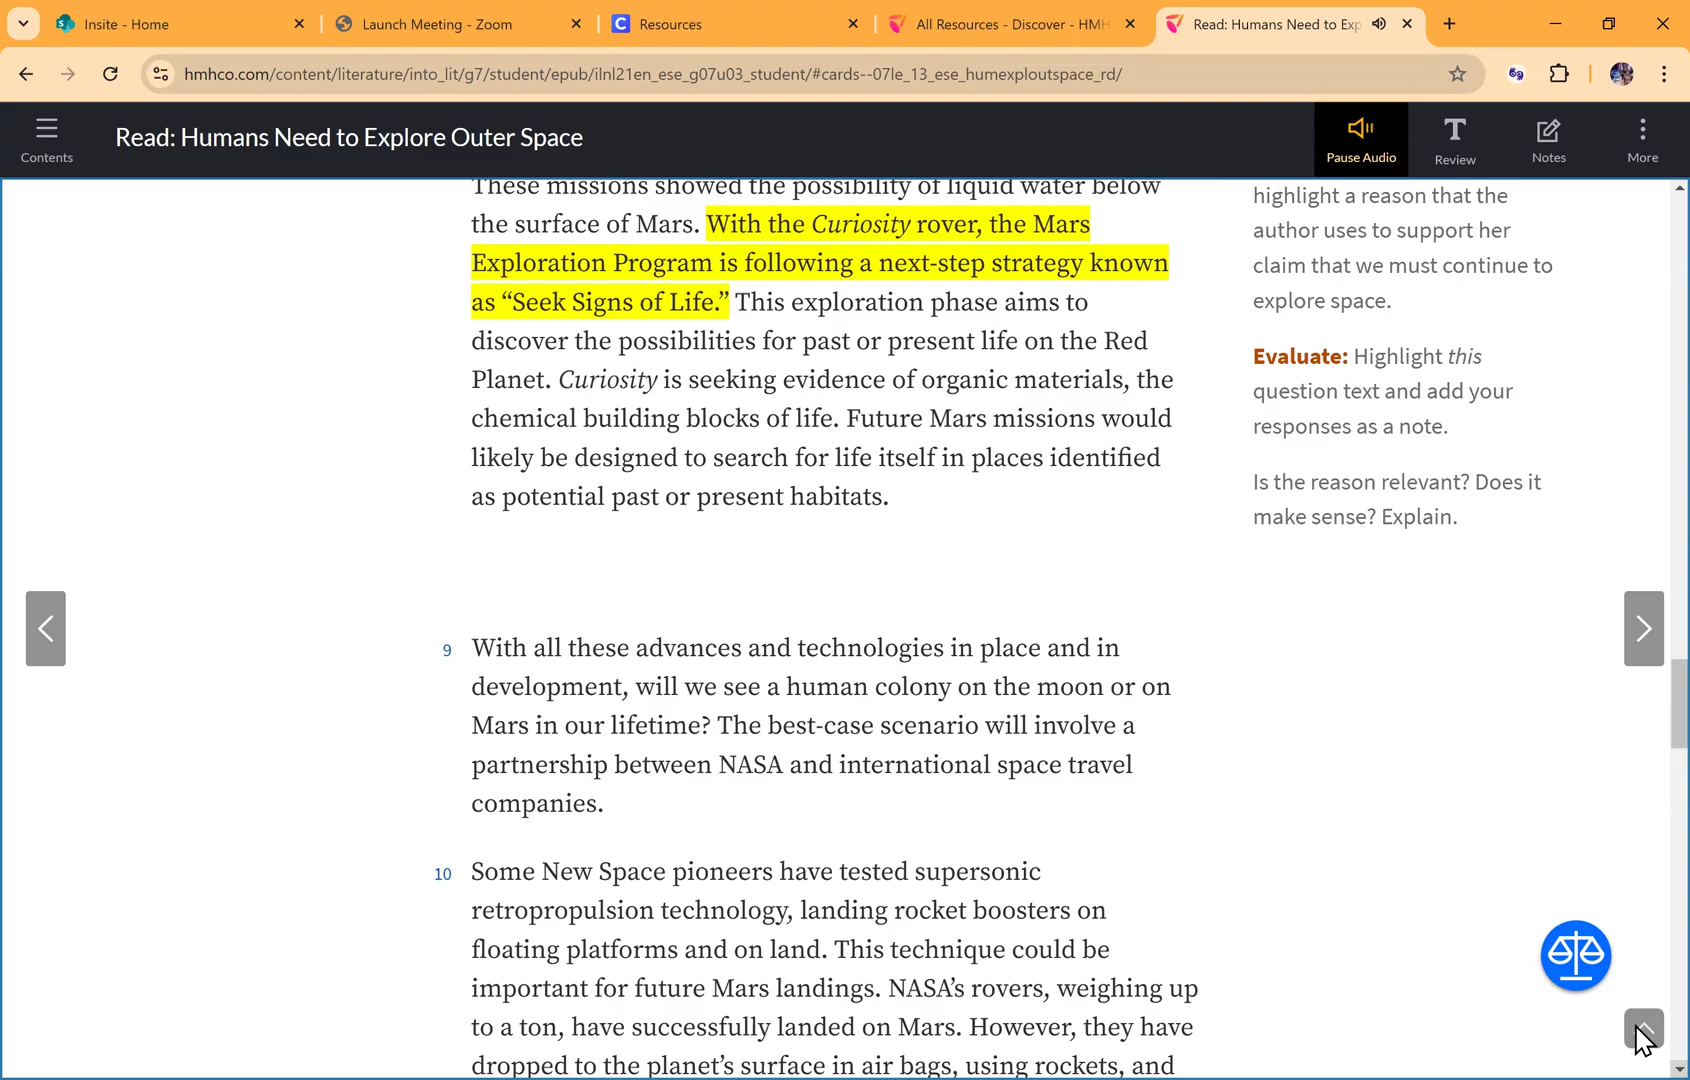 Insite - Home
Launch Meeting - Zoom
Resources
All Resources - Discover - HMH
Read: Humans Need to Exp
hmhco.com/content/literature/into_lit/g7/student/epub/ilnl21en_ese_g07u03_student/#cards--07le_13_ese_humexploutspace_rd/
Contents
Read: Humans Need to Explore Outer Space
Pause Audio
Review
Notes
More
These missions showed the possibility of liquid water below
the surface of Mars. With the Curiosity rover, the Mars
Exploration Program is following a next-step strategy known
as “Seek Signs of Life.” This exploration phase aims to
discover the possibilities for past or present life on the Red
Planet. Curiosity is seeking evidence of organic materials, the
chemical building blocks of life. Future Mars missions would
likely be designed to search for life itself in places identified
as potential past or present habitats.
highlight a reason that the
author uses to support her
claim that we must continue to
explore space.
Evaluate: Highlight this
question text and add your
responses as a note.
Is the reason relevant? Does it
make sense? Explain.
9 With all these advances and technologies in place and in
development, will we see a human colony on the moon or on
Mars in our lifetime? The best-case scenario will involve a
partnership between NASA and international space travel
companies.
10 Some New Space pioneers have tested supersonic
retropropulsion technology, landing rocket boosters on
floating platforms and on land. This technique could be
important for future Mars landings. NASA’s rovers, weighing up
to a ton, have successfully landed on Mars. However, they have
dropped to the planet’s surface in air bags, using rockets, and